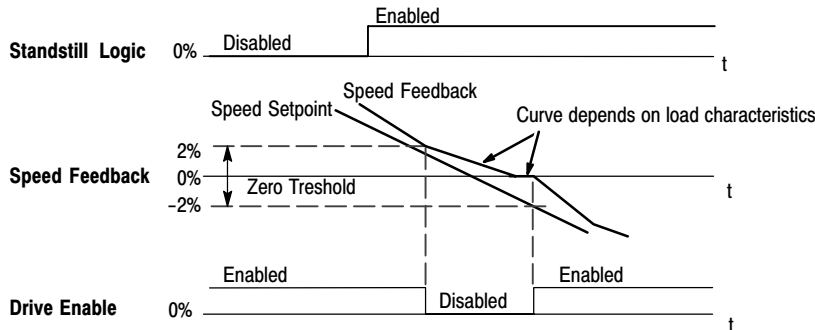 Enabled
Standstill Logic 0% Disabled
t
Speed Feedback
Speed Setpoint
Curve depends on load characteristics
2%
Speed Feedback 0% Zero Treshold
t
-2%
Enabled Enabled
Drive Enable 0% Disabled
t